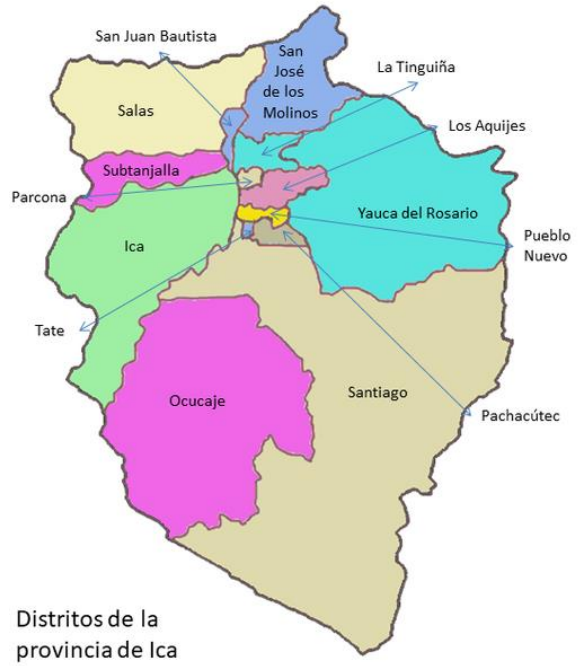 San Juan Bautista
San
José
de los
Molinos
La Tinguiña
Salas
Los Aquijes
Subtanjalla
Parcona
Yauca del Rosario
Pueblo
Nuevo
Ica
Tate
Ocucaje
Santiago
Pachacútec
Distritos de la
provincia de Ica